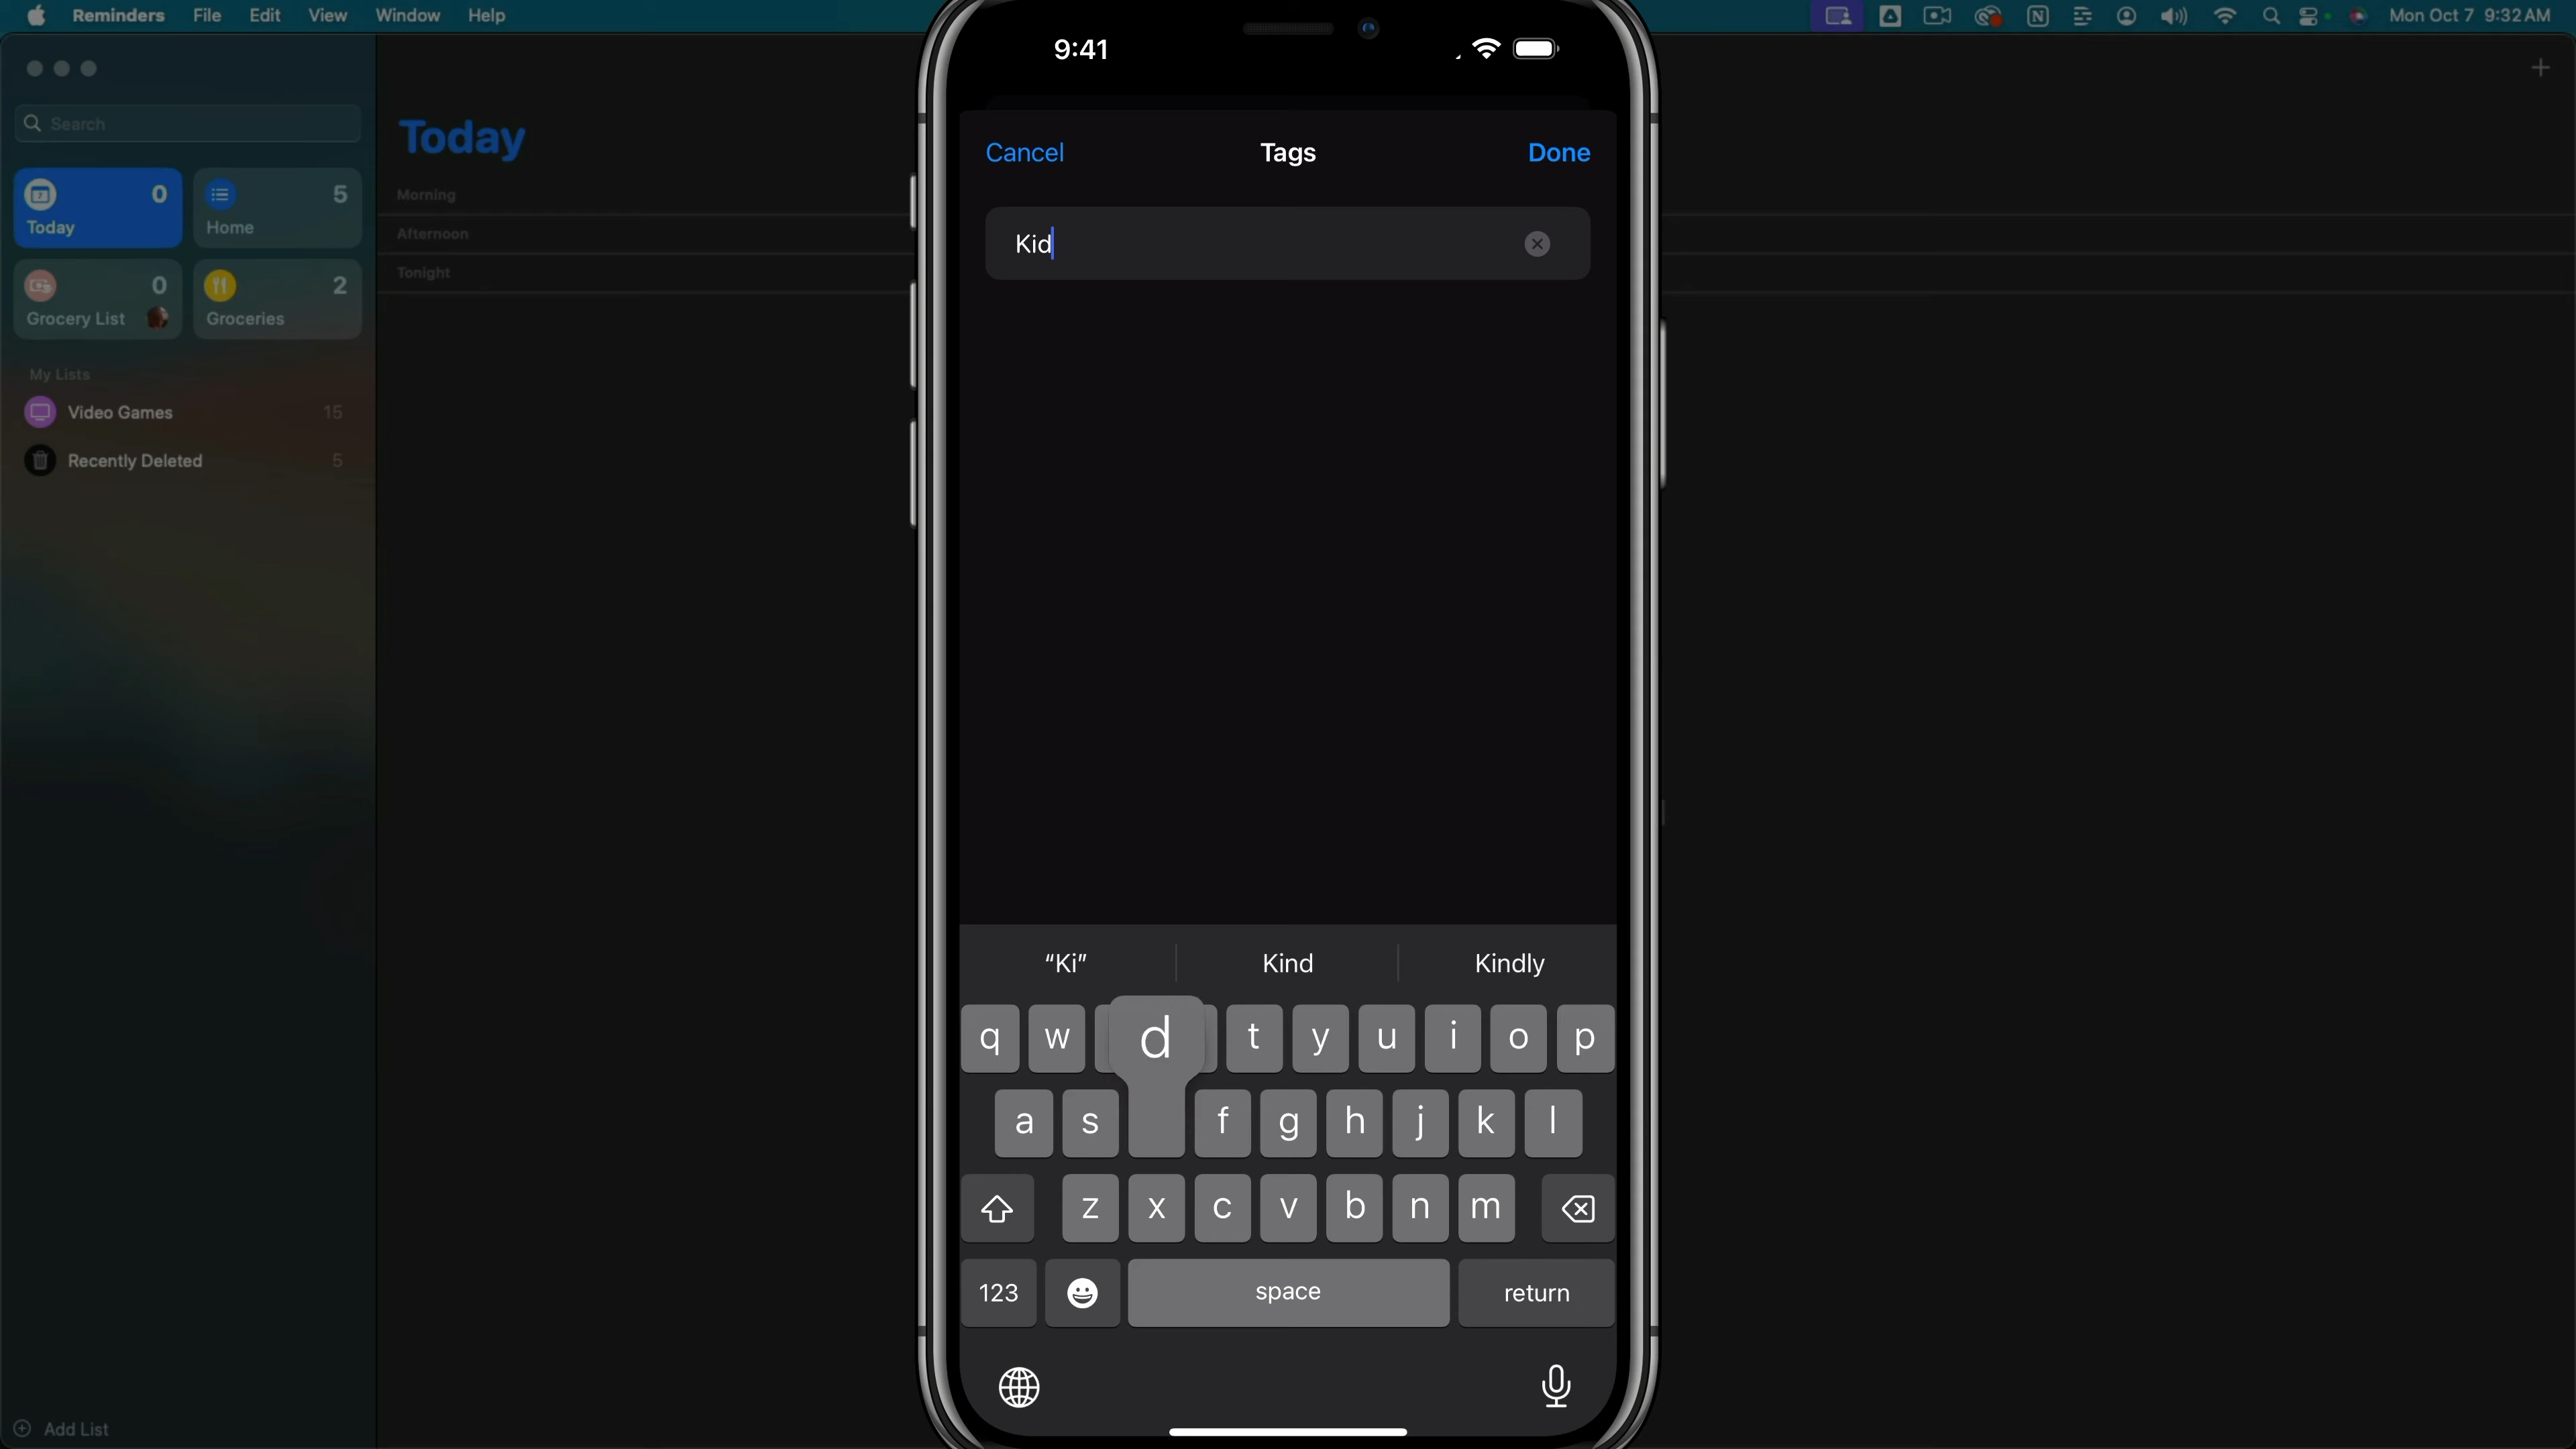 Reminders File Edit View Window Help
Mon Oct 7 9:32 AM
Search
Today 0
Home 5
Grocery List 0
Groceries 2
My Lists
Video Games 15
Recently Deleted 5
Add List
Today
Morning
Afternoon
Tonight
9:41
Cancel Tags Done
Kid
“Ki” Kind Kindly
q w d t y u i o p
a s f g h j k l
z x c v b n m
123 space return